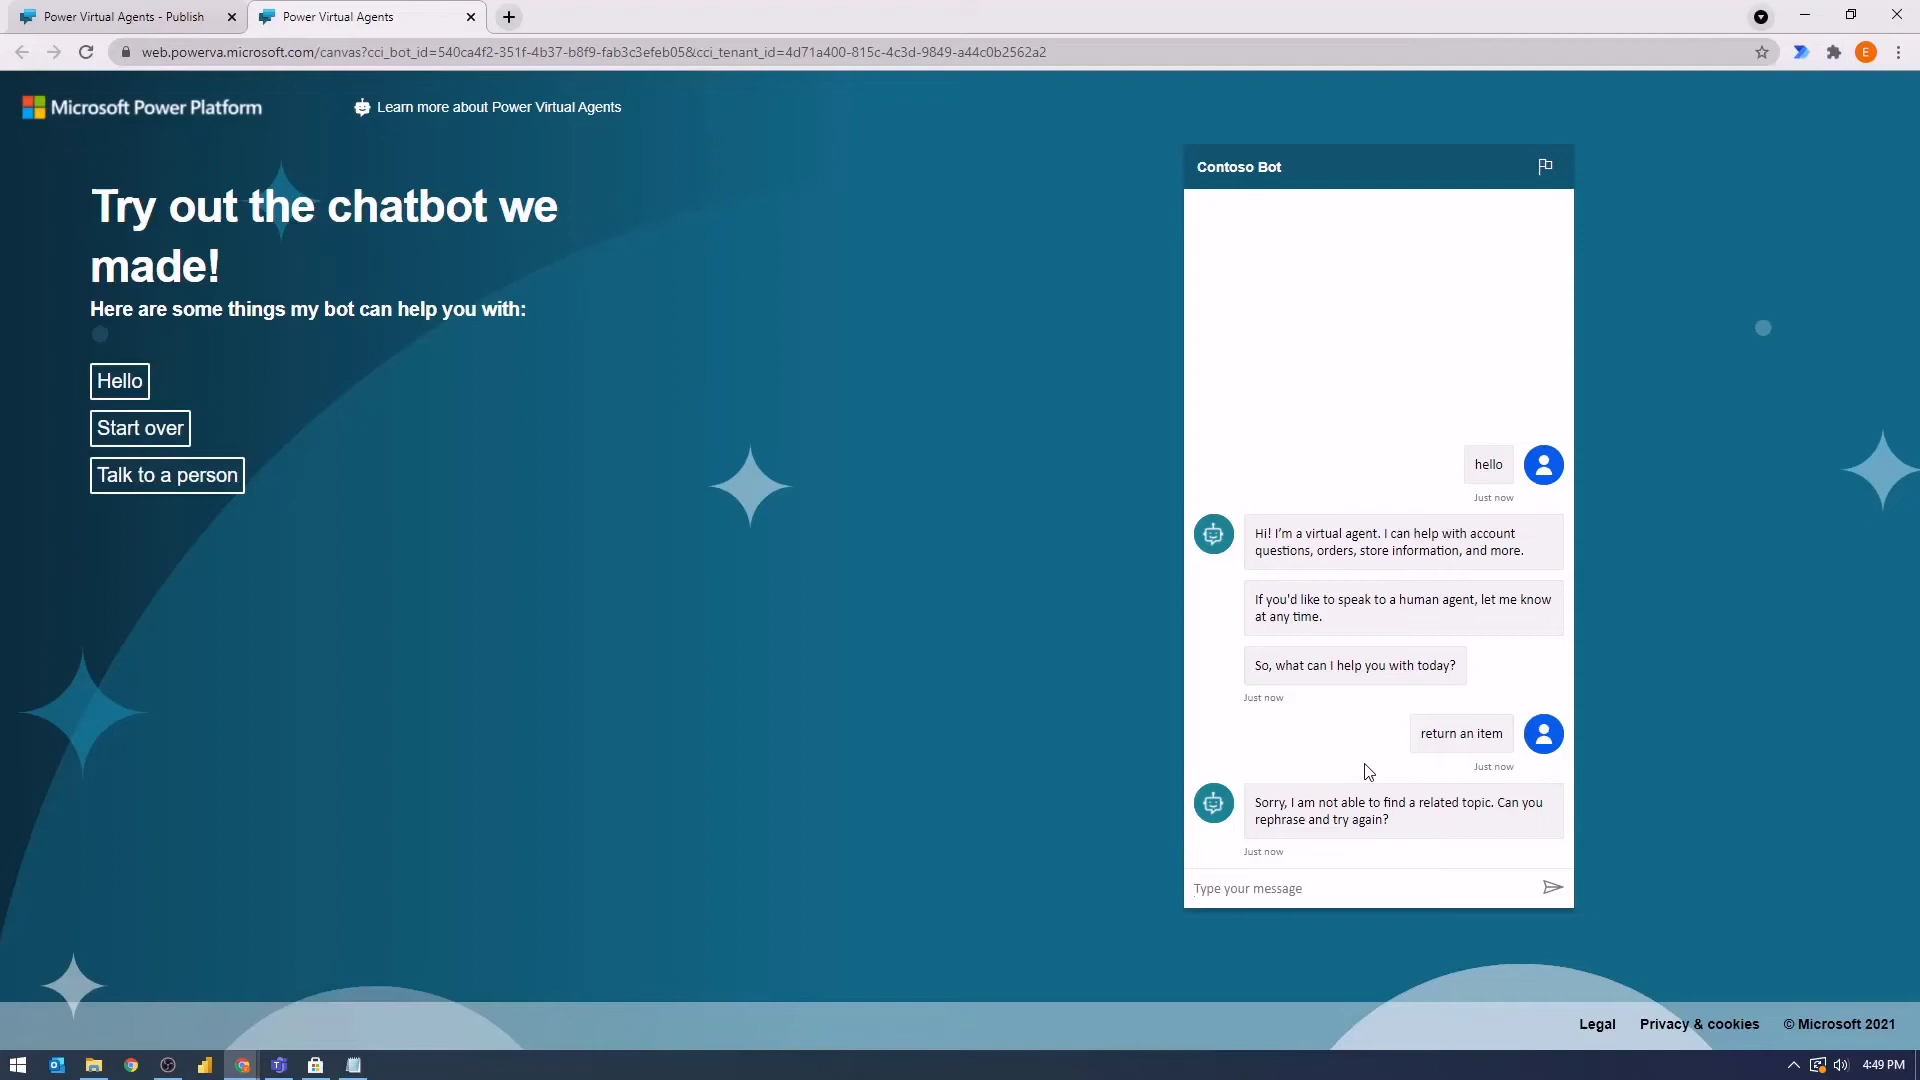 Power Virtual Agents - Publish
Power Virtual Agents
web.powerva.microsoft.com/canvas?cci_bot_id=540ca4f2-351f-4b37-b8f9-fab3c3efeb05&cci_tenant_id=4d71a400-815c-4c3d-9849-a44c0b2562a2
E
Microsoft Power Platform
Learn more about Power Virtual Agents
Try out the chatbot we
made!
Here are some things my bot can help you with:
Hello
Start over
Talk to a person
Contoso Bot
hello
Just now
Hi! I’m a virtual agent. I can help with account
questions, orders, store information, and more.
If you'd like to speak to a human agent, let me know
at any time.
So, what can I help you with today?
Just now
return an item
Just now
Sorry, I am not able to find a related topic. Can you
rephrase and try again?
Just now
Type your message
Legal
Privacy & cookies
© Microsoft 2021
4:49 PM